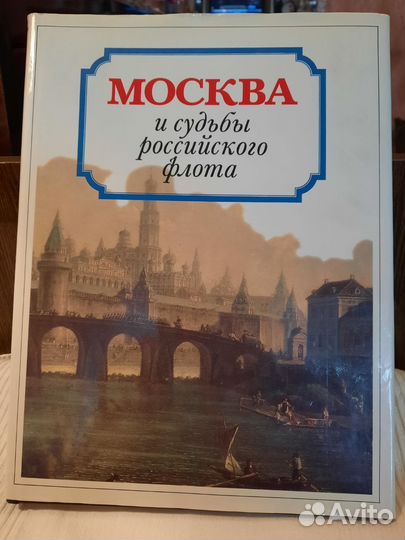 МОСКВА
и судьбы
российского
флота
Avito